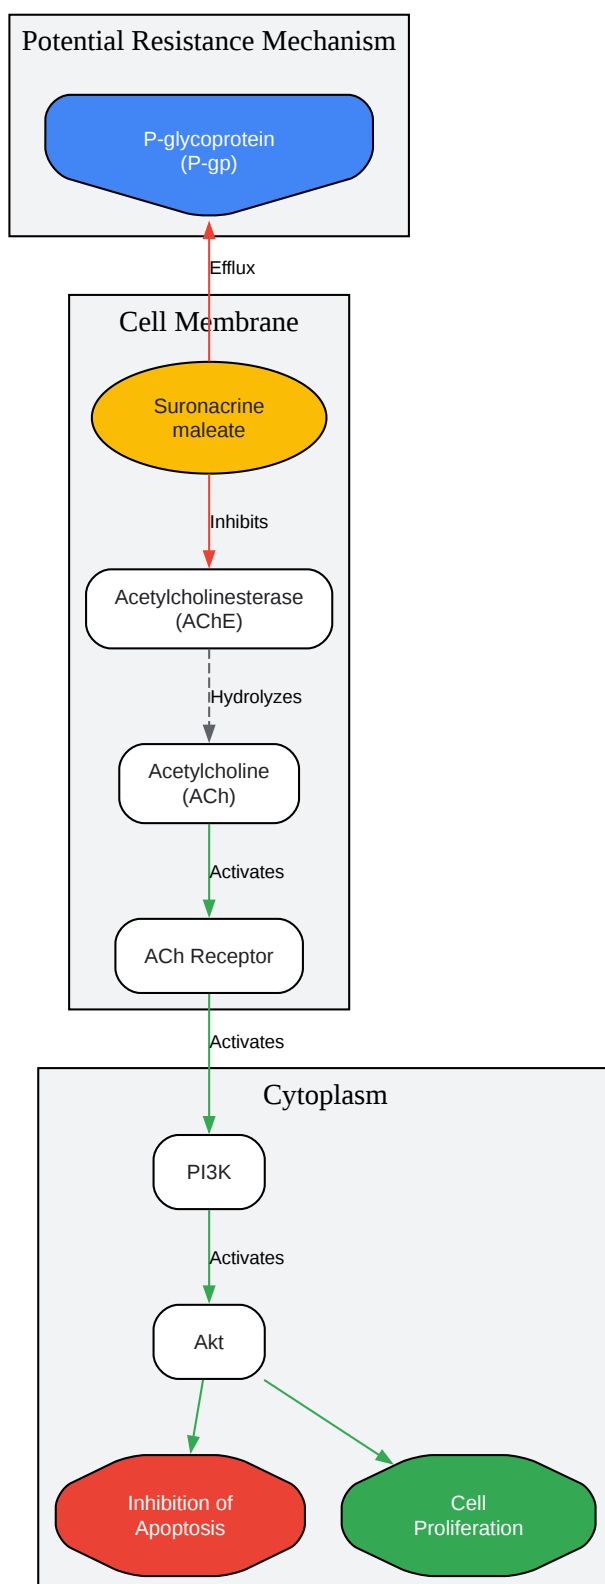 Potential Resistance Mechanism
P-glycoprotein
(P-gp)
Efflux
Cell Membrane
Suronacrine
maleate
Inhibits
Acetylcholinesterase
(AChE)
Hydrolyzes
Acetylcholine
(ACh)
Activates
ACh Receptor
Activates
Cytoplasm
PI3K
Activates
Akt
Inhibition of
Apoptosis
Cell
Proliferation